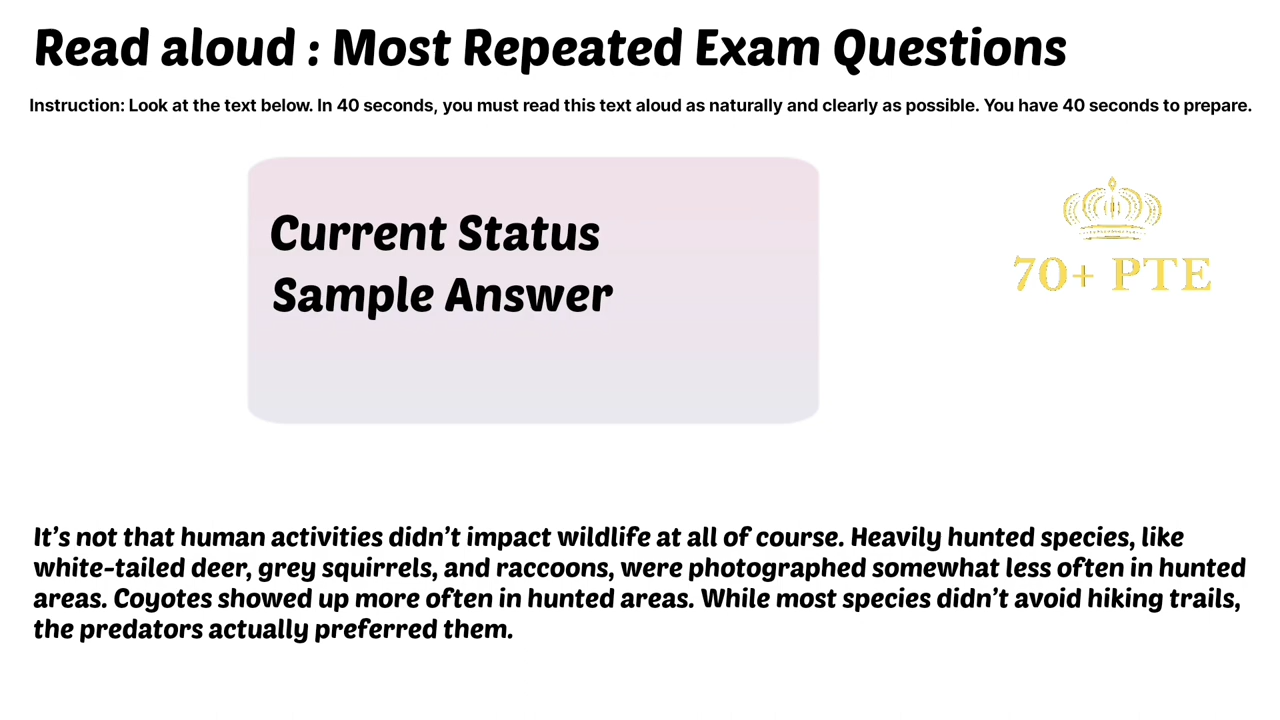 Read aloud : Most Repeated Exam Questions
Instruction: Look at the text below. In 40 seconds, you must read this text aloud as naturally and clearly as possible. You have 40 seconds to prepare.
Current Status
Sample Answer
70+ PTE
It's not that human activities didn't impact wildlife at all of course. Heavily hunted species, like
white-tailed deer, grey squirrels, and raccoons, were photographed somewhat less often in hunted
areas. Coyotes showed up more often in hunted areas. While most species didn't avoid hiking trails,
the predators actually preferred them.